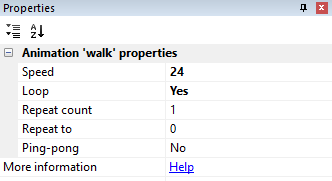 Properties
Animation 'walk' properties
Speed 24
Loop Yes
Repeat count 1
Repeat to 0
Ping-pong No
More information Help